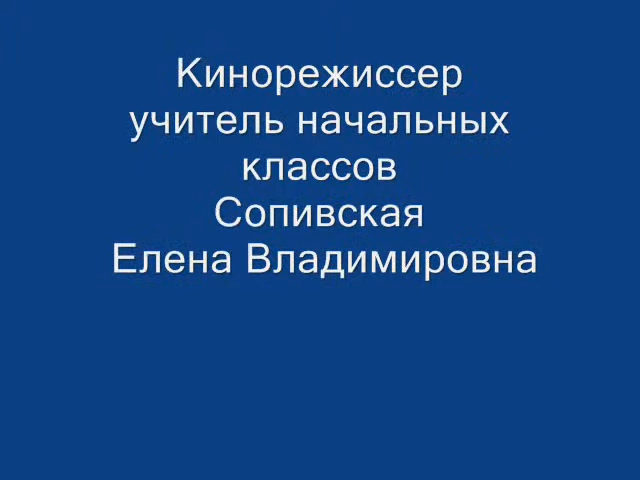 Кинорежиссер
учитель начальных
классов
Сопивская
Елена Владимировна